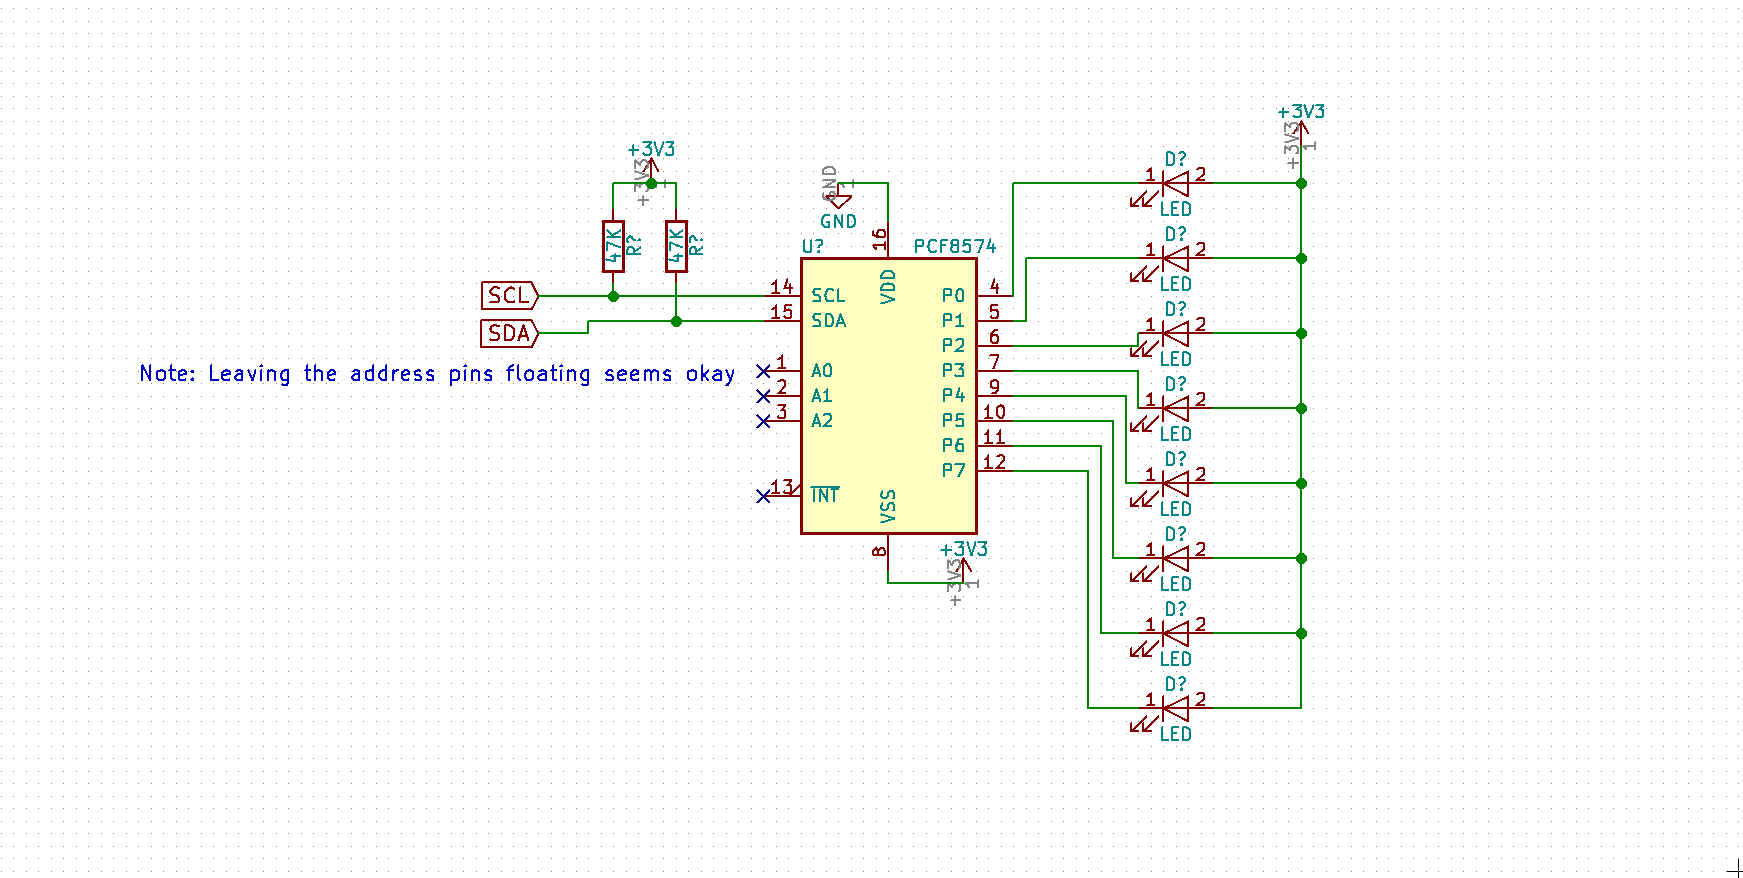 +3V3
+3V3
1
D?
1 2
LED
+3V3
+3V3
1
GND
1
GND
47K
R?
47K
R?
U?
PCF8574
16
VDD
SCL
14
SCL
SDA
15
SDA
Note: Leaving the address pins floating seems okay
1
A0
2
A1
3
A2
13
INT
VSS
8
+3V3
+3V3
1
P0
4
P1
5
P2
6
P3
7
P4
9
P5
10
P6
11
P7
12
D?
1 2
LED
D?
1 2
LED
D?
1 2
LED
D?
1 2
LED
D?
1 2
LED
D?
1 2
LED
D?
1 2
LED